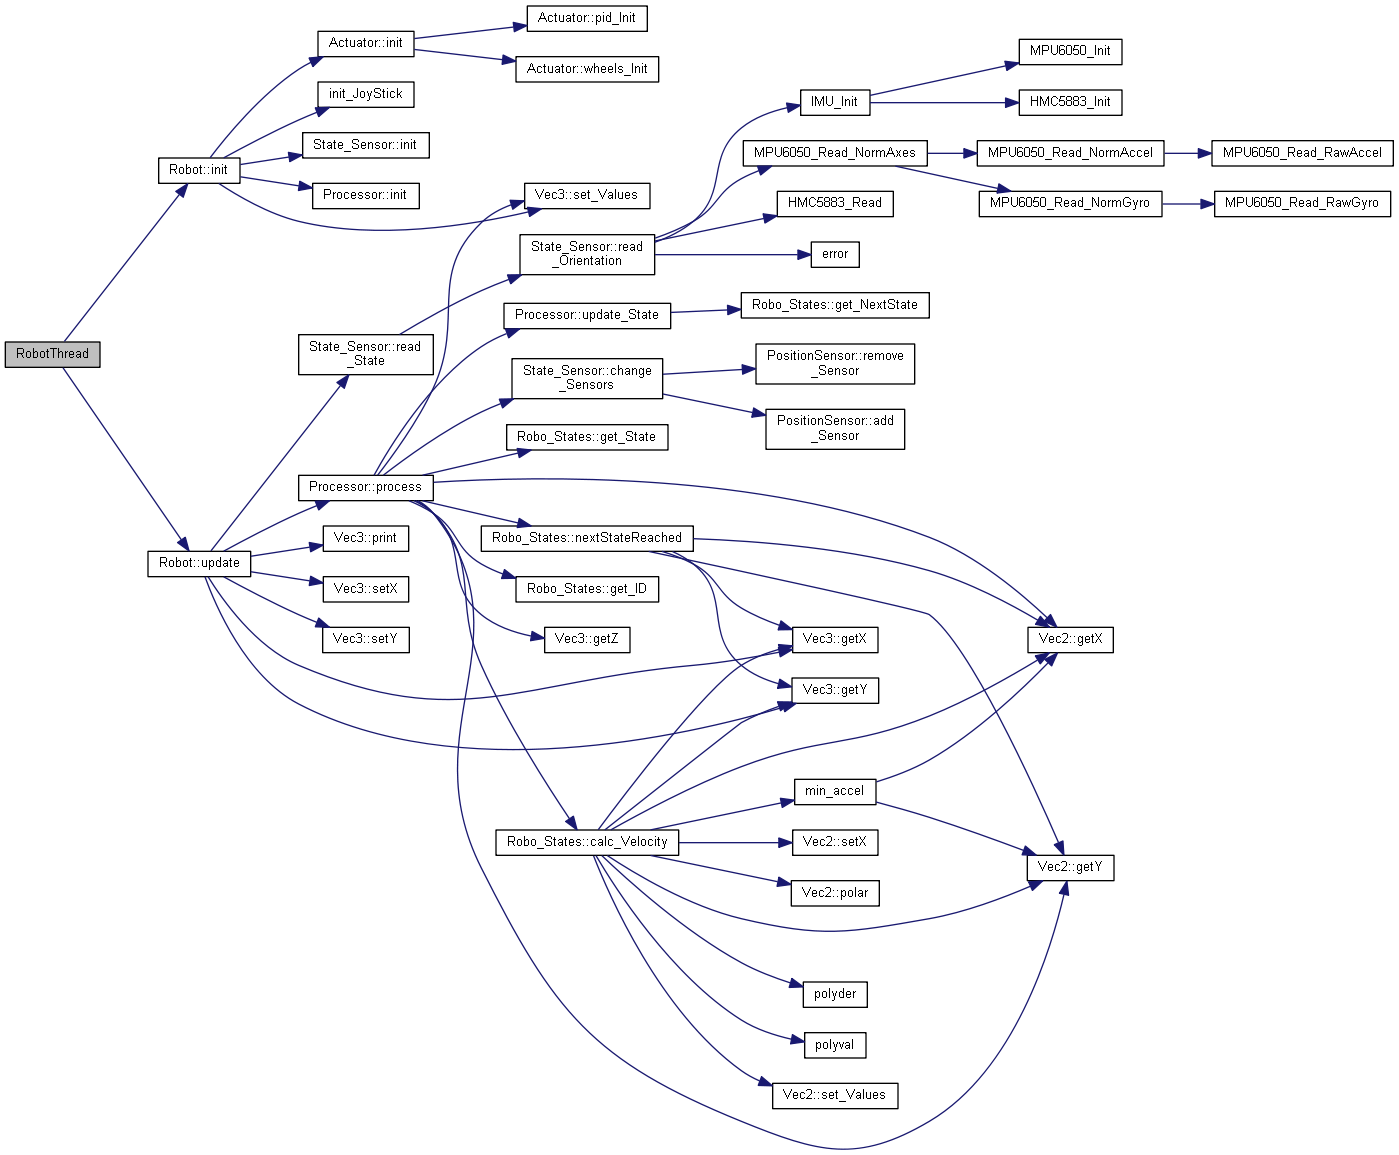 RobotThread
Robot::init
Robot::update
Actuator::init
init_JoyStick
State_Sensor::init
Processor::init
State_Sensor::read
_State
Processor::process
Vec3::print
Vec3::setX
Vec3::setY
Actuator::pid_Init
Actuator::wheels_Init
Vec3::set_Values
State_Sensor::read
_Orientation
Processor::update_State
State_Sensor::change
_Sensors
Robo_States::get_State
Robo_States::nextStateReached
Robo_States::get_ID
Vec3::getZ
Robo_States::calc_Velocity
IMU_Init
MPU6050_Read_NormAxes
HMC5883_Read
error
Robo_States::get_NextState
PositionSensor::remove
_Sensor
PositionSensor::add
_Sensor
Vec3::getX
Vec3::getY
min_accel
Vec2::setX
Vec2::polar
polyder
polyval
Vec2::set_Values
MPU6050_Init
HMC5883_Init
MPU6050_Read_NormAccel
MPU6050_Read_NormGyro
Vec2::getX
Vec2::getY
MPU6050_Read_RawAccel
MPU6050_Read_RawGyro